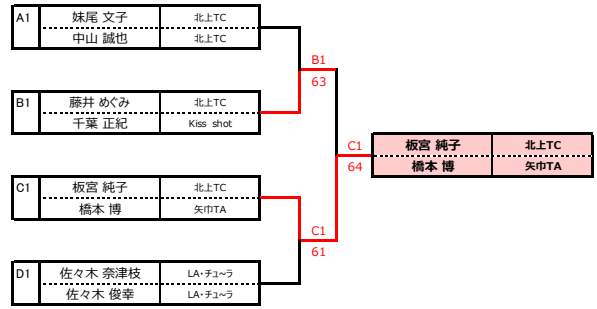 A1 妹尾 文子 北上TC
中山 誠也 北上TC
B1
63
B1 藤井 めぐみ 北上TC
千葉 正紀 Kiss shot
C1 板宮 純子 北上TC
64 橋本 博 矢巾TA
C1 板宮 純子 北上TC
橋本 博 矢巾TA
C1
61
D1 佐々木 奈津枝 LA・チュ～ラ
佐々木 俊幸 LA・チュ～ラ